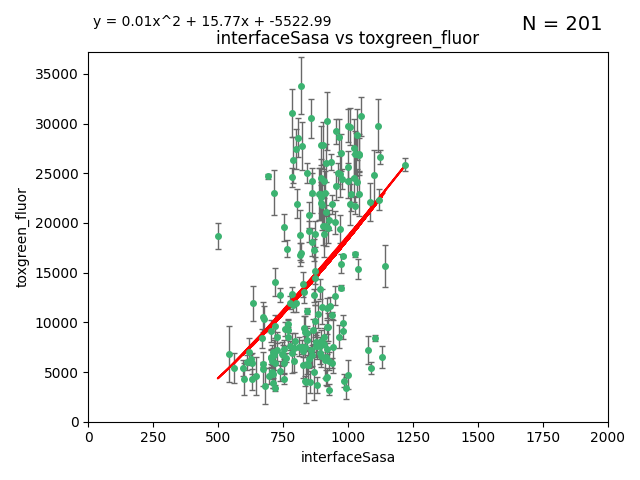 y = 0.01x^2 + 15.77x + -5522.99
N = 201
interfaceSasa vs toxgreen_fluor
35000
30000
25000
20000
15000
10000
5000
0
toxgreen_fluor
0 250 500 750 1000 1250 1500 1750 2000
interfaceSasa